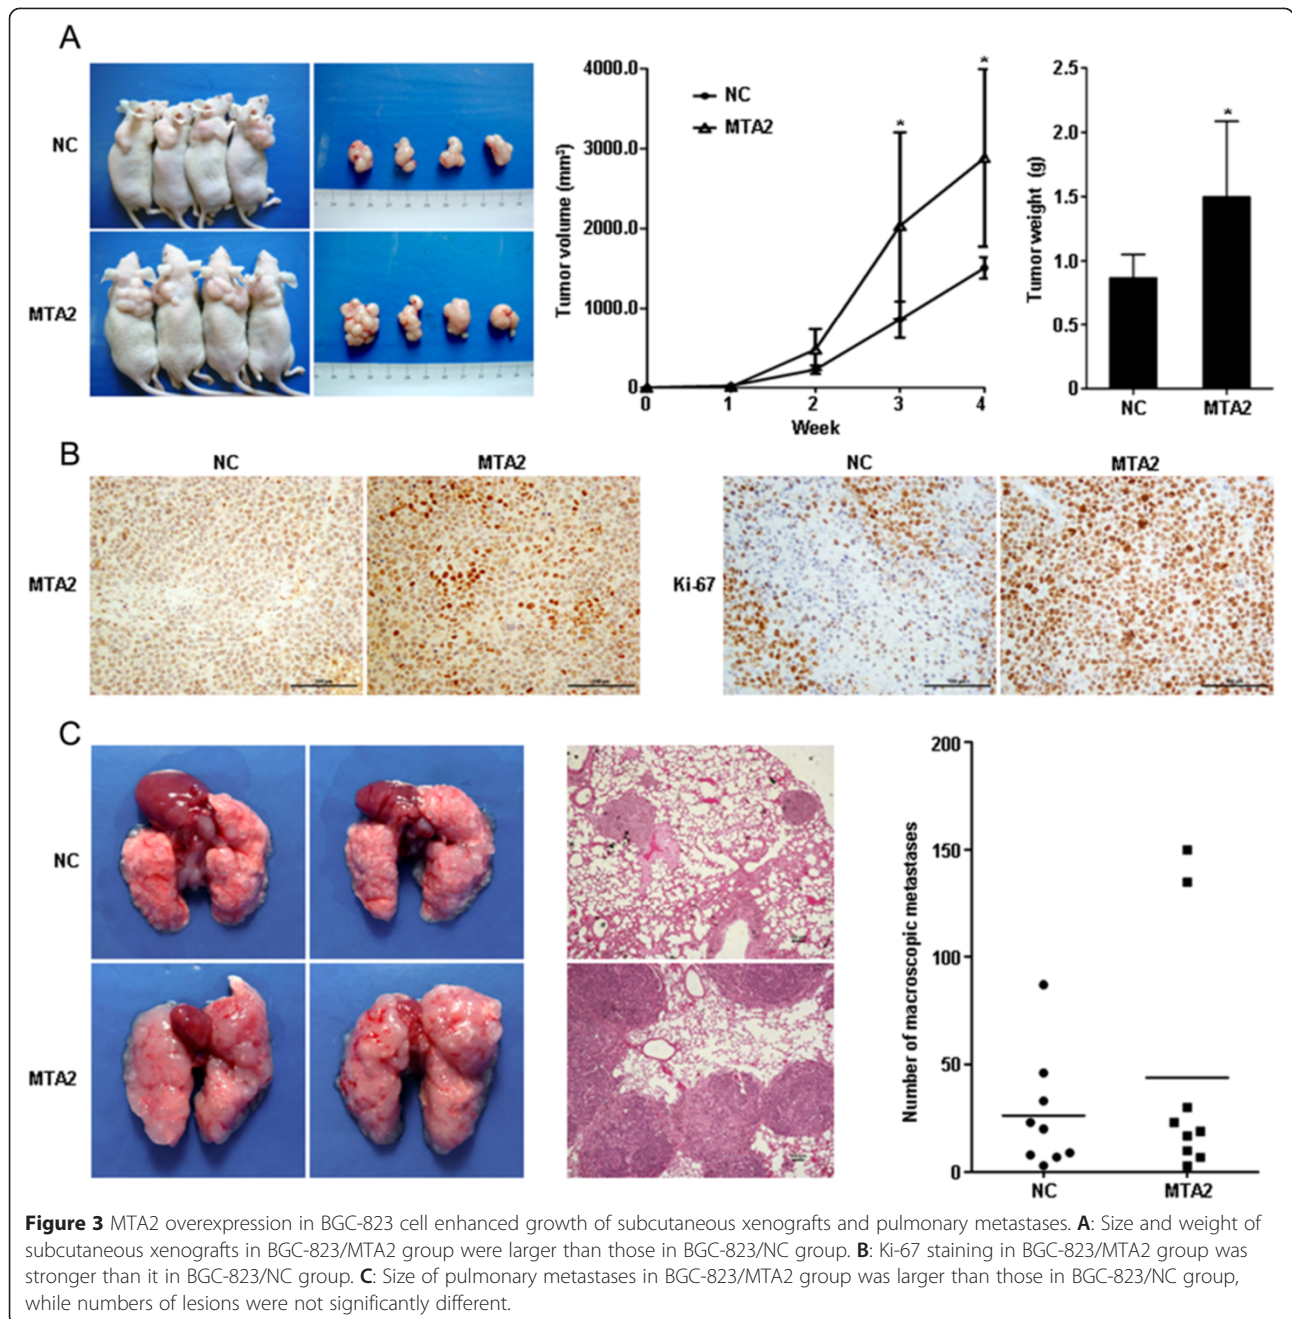 A
NC
MTA2
Tumor volume (mm³)
4000.0
3000.0
2000.0
1000.0
0
NC
MTA2
*
*
0 1 2 3 4
Week
Tumor weight (g)
2.5
2.0
1.5
1.0
0.5
0
*
NC MTA2
B
NC MTA2
MTA2
NC MTA2
Ki-67
C
NC
MTA2
Number of macroscopic metastases
200
150
100
50
0
NC MTA2
Figure 3 MTA2 overexpression in BGC-823 cell enhanced growth of subcutaneous xenografts and pulmonary metastases. A: Size and weight of
subcutaneous xenografts in BGC-823/MTA2 group were larger than those in BGC-823/NC group. B: Ki-67 staining in BGC-823/MTA2 group was
stronger than it in BGC-823/NC group. C: Size of pulmonary metastases in BGC-823/MTA2 group was larger than those in BGC-823/NC group,
while numbers of lesions were not significantly different.